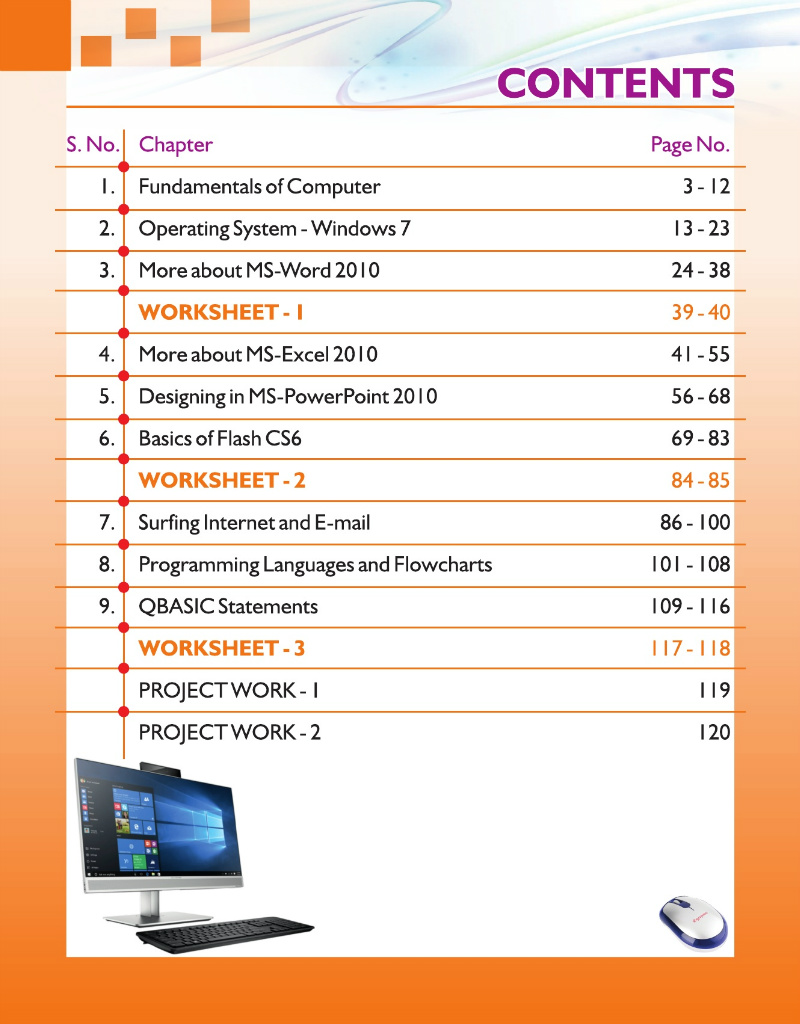 CONTENTS
S. No. Chapter Page No.
1. Fundamentals of Computer 3 - 12
2. Operating System - Windows 7 13 - 23
3. More about MS-Word 2010 24 - 38
WORKSHEET - 1 39 - 40
4. More about MS-Excel 2010 41 - 55
5. Designing in MS-PowerPoint 2010 56 - 68
6. Basics of Flash CS6 69 - 83
WORKSHEET - 2 84 - 85
7. Surfing Internet and E-mail 86 - 100
8. Programming Languages and Flowcharts 101 - 108
9. QBASIC Statements 109 - 116
WORKSHEET - 3 117 - 118
PROJECT WORK - 1 119
PROJECT WORK - 2 120